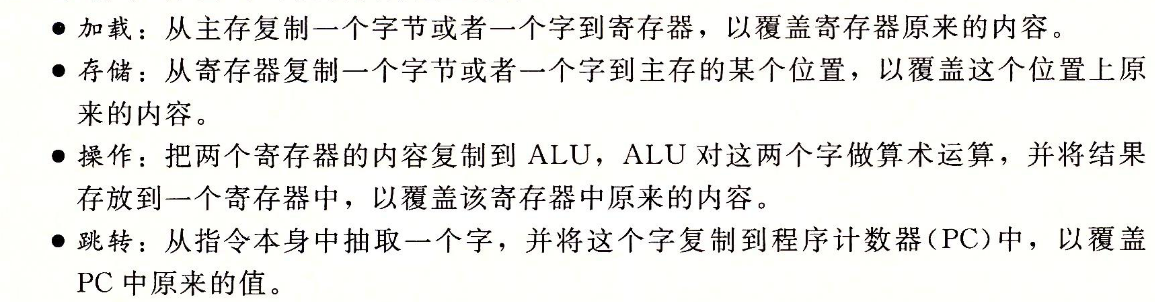 ● 加载：从主存复制一个字节或者一个字到寄存器，以覆盖寄存器原来的内容。
● 存储：从寄存器复制一个字节或者一个字到主存的某个位置，以覆盖这个位置上原
来的内容。
● 操作：把两个寄存器的内容复制到 ALU，ALU 对这两个字做算术运算，并将结果
存放到一个寄存器中，以覆盖该寄存器中原来的内容。
● 跳转：从指令本身中抽取一个字，并将这个字复制到程序计数器(PC)中，以覆盖
PC 中原来的值。